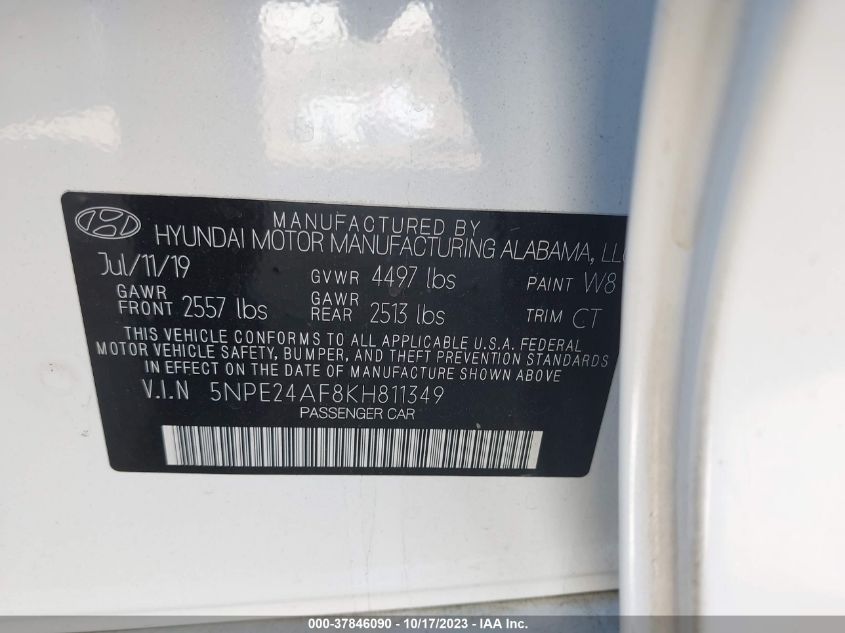 MANUFACTURED BY
HYUNDAI MOTOR MANUFACTURING ALABAMA, LLC
Jul/11/19 GVWR 4497 lbs PAINT W8
GAWR FRONT 2557 lbs GAWR REAR 2513 lbs TRIM CT
THIS VEHICLE CONFORMS TO ALL APPLICABLE U.S.A. FEDERAL
MOTOR VEHICLE SAFETY, BUMPER, AND THEFT PREVENTION STANDARDS
IN EFFECT ON THE DATE OF MANUFACTURE SHOWN ABOVE
V.I.N 5NPE24AF8KH811349
PASSENGER CAR
000-37846090 - 10/17/2023 - IAA Inc.